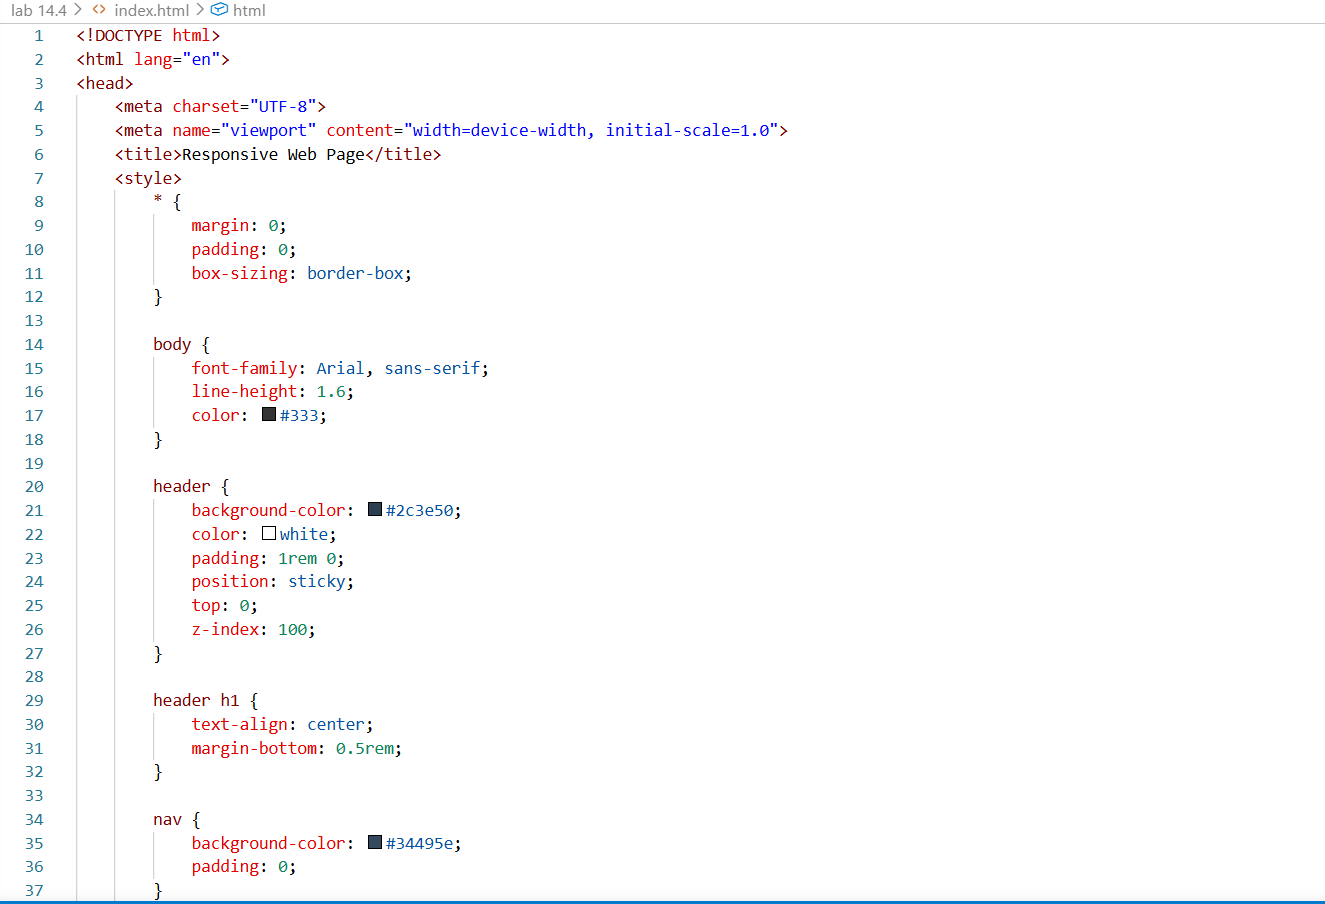 lab 14.4 > <> index.html > html
1 <!DOCTYPE html>
2 <html lang="en">
3 <head>
4     <meta charset="UTF-8">
5     <meta name="viewport" content="width=device-width, initial-scale=1.0">
6     <title>Responsive Web Page</title>
7     <style>
8         * {
9             margin: 0;
10             padding: 0;
11             box-sizing: border-box;
12         }
13
14         body {
15             font-family: Arial, sans-serif;
16             line-height: 1.6;
17             color: #333;
18         }
19
20         header {
21             background-color: #2c3e50;
22             color: white;
23             padding: 1rem 0;
24             position: sticky;
25             top: 0;
26             z-index: 100;
27         }
28
29         header h1 {
30             text-align: center;
31             margin-bottom: 0.5rem;
32         }
33
34         nav {
35             background-color: #34495e;
36             padding: 0;
37         }